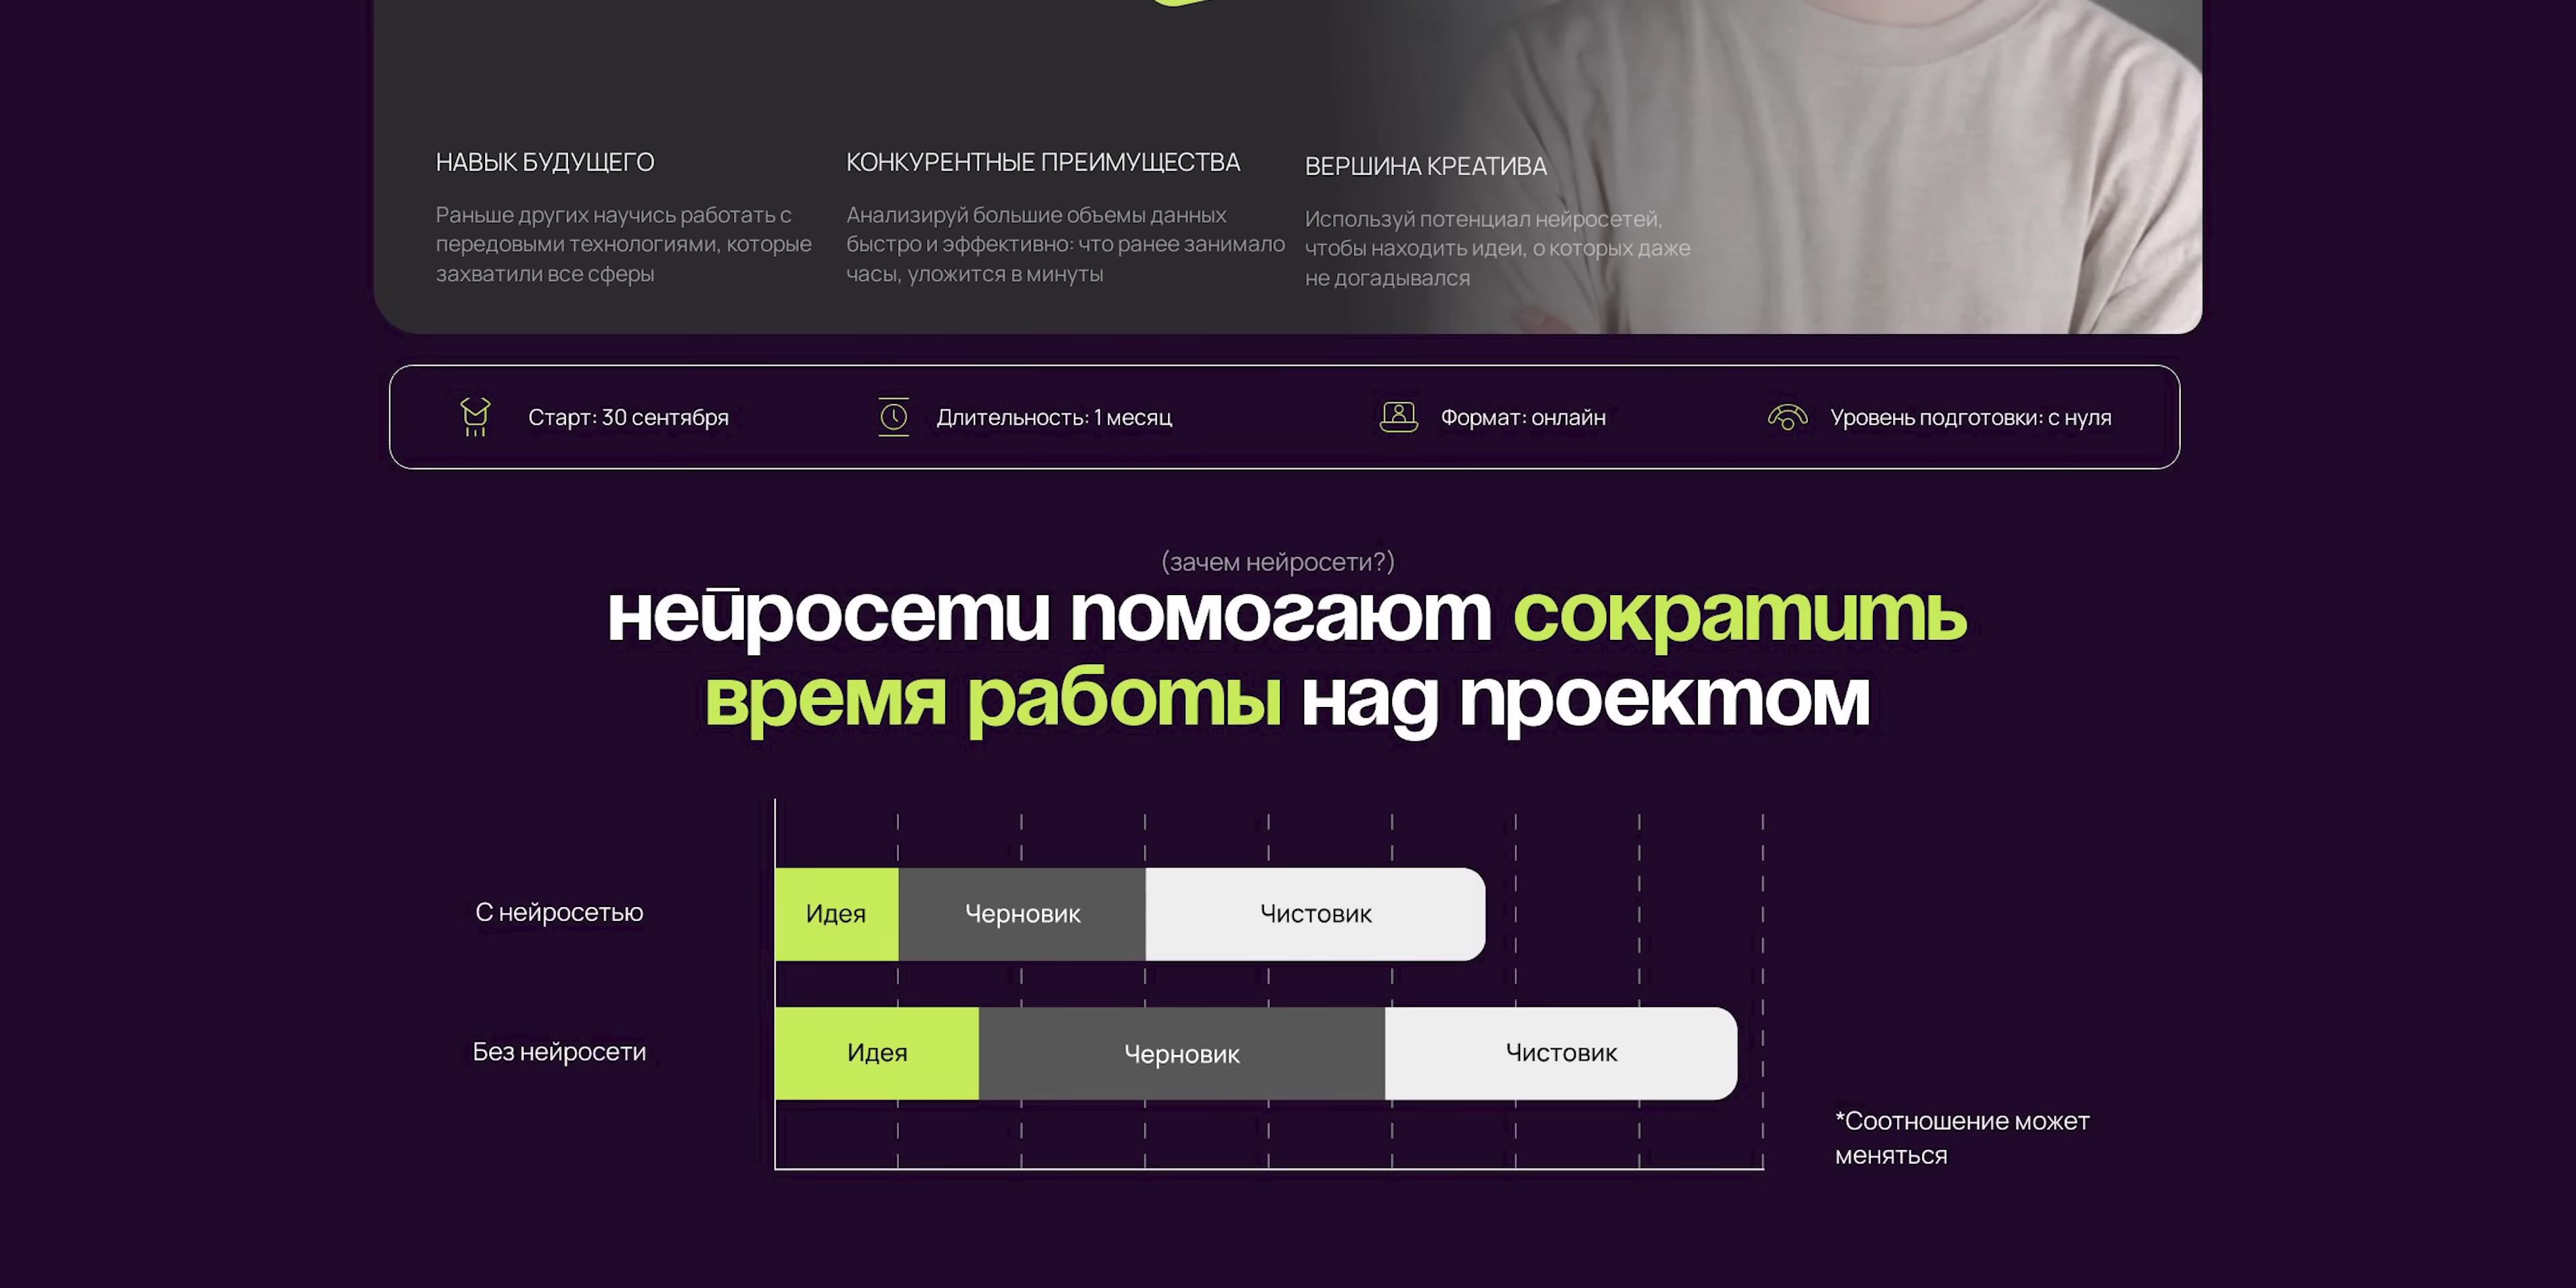 НАВЫК БУДУЩЕГО
Раньше других научись работать с
передовыми технологиями, которые
захватили все сферы
КОНКУРЕНТНЫЕ ПРЕИМУЩЕСТВА
Анализируй большие объемы данных
быстро и эффективно: что ранее занимало
часы, уложится в минуты
ВЕРШИНА КРЕАТИВА
Используй потенциал нейросетей,
чтобы находить идеи, о которых даже
не догадывался
Старт: 30 сентября
Длительность: 1 месяц
Формат: онлайн
Уровень подготовки: с нуля
(зачем нейросети?)
нейросети помогают сократить
время работы над проектом
С нейросетью
Идея
Черновик
Чистовик
Без нейросети
Идея
Черновик
Чистовик
*Соотношение может
меняться